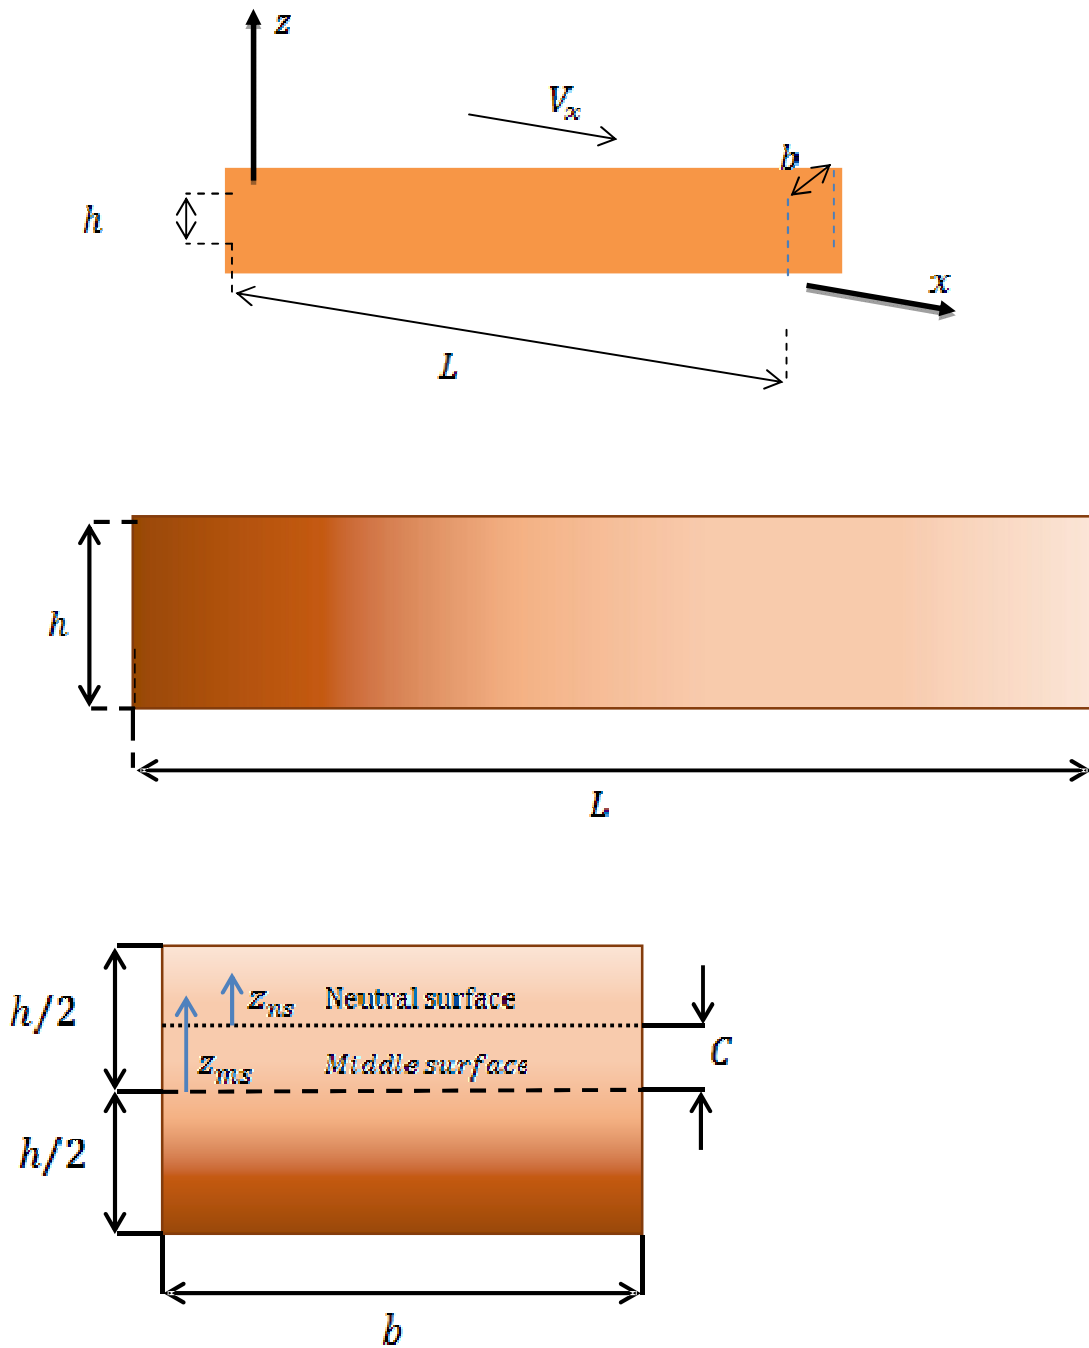 z
V_x
b
h
x
L
h
L
h/2
z_ns Neutral surface
C
z_ms Middle surface
h/2
b